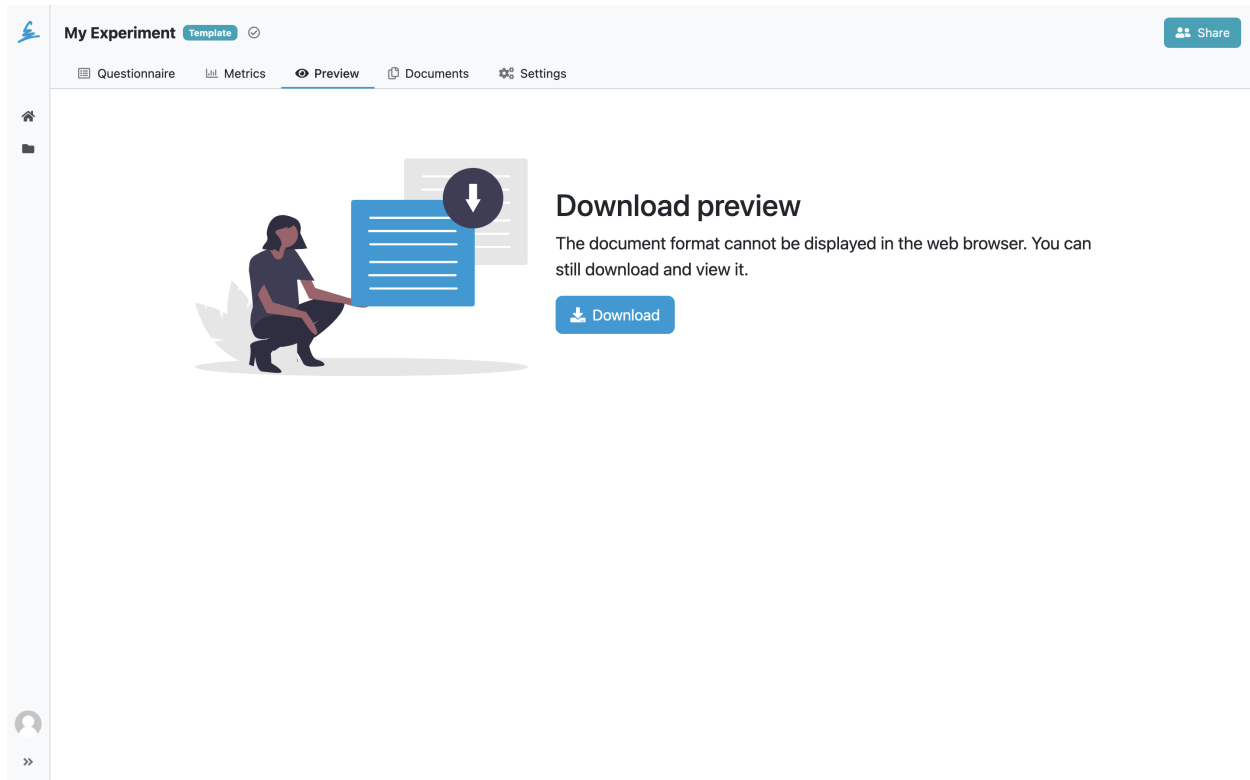 My Experiment Template
Share
Questionnaire Metrics Preview Documents Settings
Download preview
The document format cannot be displayed in the web browser. You can
still download and view it.
Download